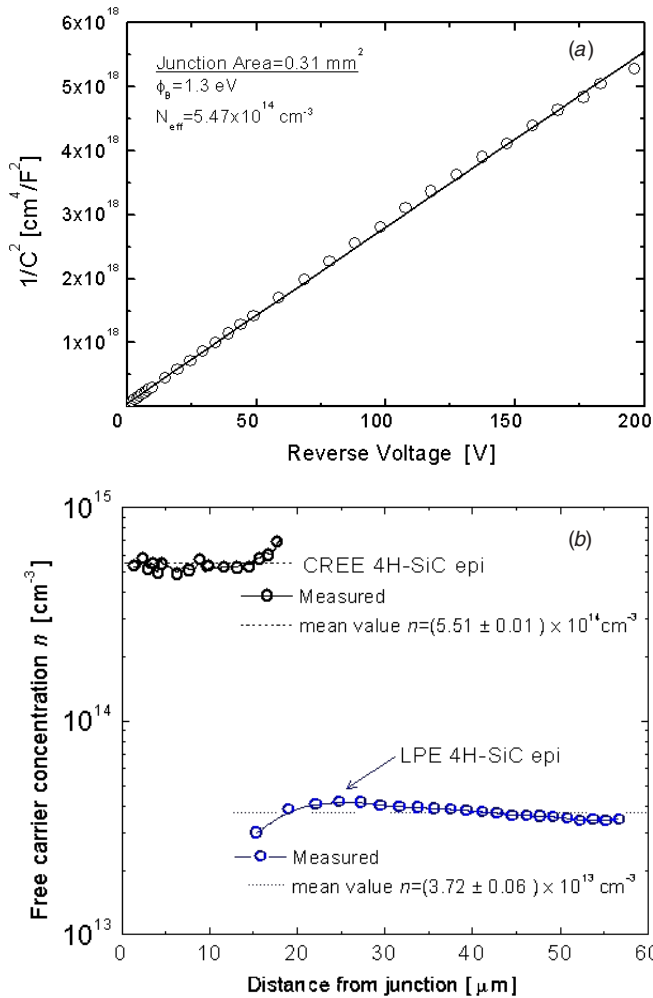 6x10^18
(a)
Junction Area=0.31 mm^2
ϕ_B=1.3 eV
N_eff=5.47x10^14 cm^-3
5x10^18
4x10^18
3x10^18
2x10^18
1x10^18
1/C^2 [cm^4/F^2]
0 50 100 150 200
Reverse Voltage [V]
10^15
(b)
CREE 4H-SiC epi
Measured
mean value n=(5.51 ± 0.01 ) × 10^14cm^-3
10^14
LPE 4H-SiC epi
Measured
mean value n=(3.72 ± 0.06 ) × 10^13 cm^-3
10^13
Free carrier concentration n [cm^-3]
0 10 20 30 40 50 60
Distance from junction [μm]